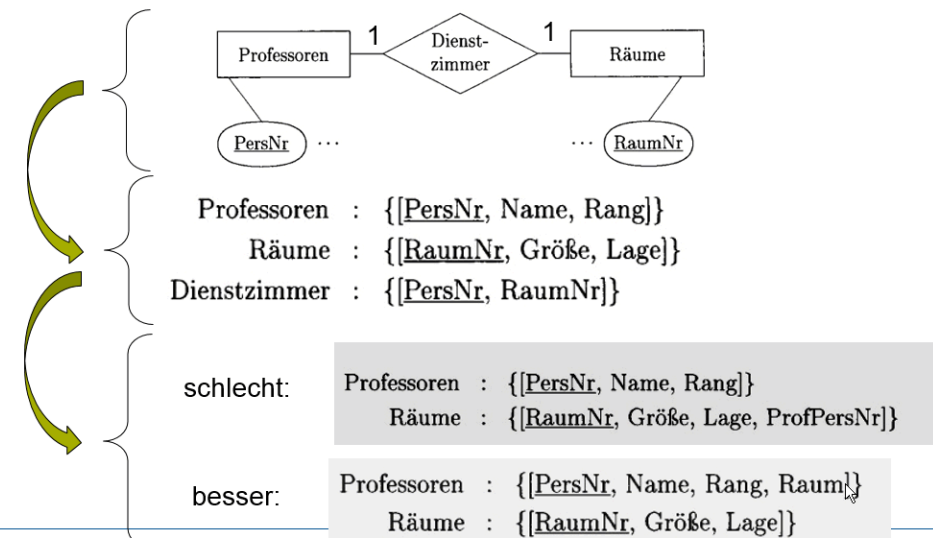 Professoren 1 Dienst- 1 Räume
zimmer
PersNr ... ... RaumNr
Professoren : {[PersNr, Name, Rang]}
Räume : {[RaumNr, Größe, Lage]}
Dienstzimmer : {[PersNr, RaumNr]}
schlecht:
Professoren : {[PersNr, Name, Rang]}
Räume : {[RaumNr, Größe, Lage, ProfPersNr]}
besser:
Professoren : {[PersNr, Name, Rang, Raum]}
Räume : {[RaumNr, Größe, Lage]}